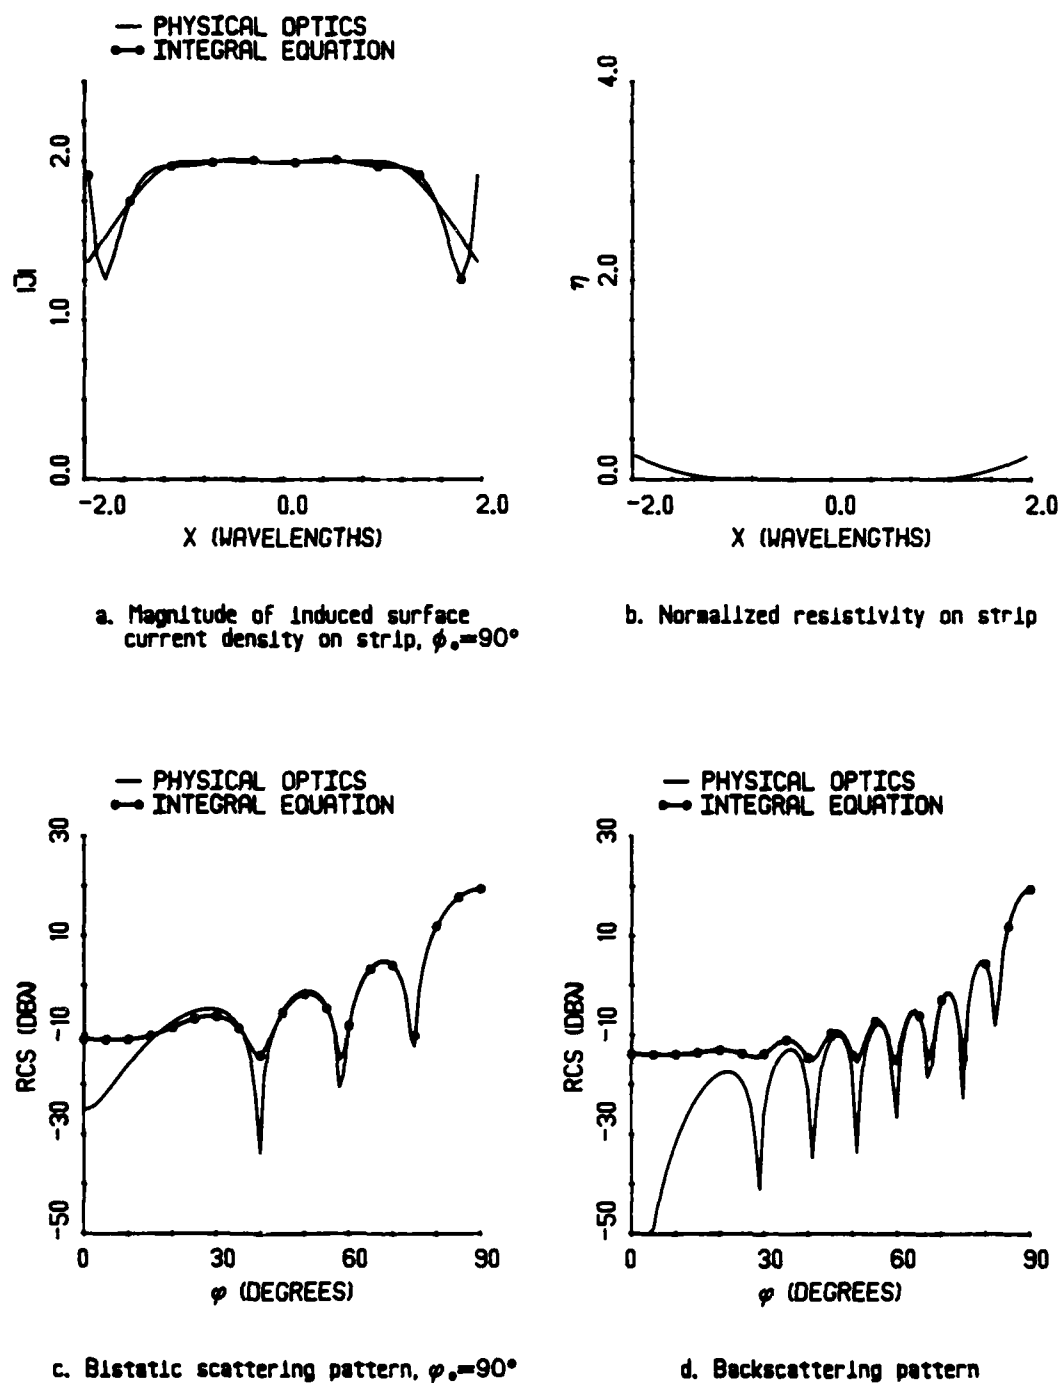 PHYSICAL OPTICS
INTEGRAL EQUATION
|J|
2.0
1.0
0.0
-2.0 0.0 2.0
X (WAVELENGTHS)
a. Magnitude of induced surface
current density on strip, ϕ₀=90°
η
4.0
2.0
0.0
-2.0 0.0 2.0
X (WAVELENGTHS)
b. Normalized resistivity on strip
PHYSICAL OPTICS
INTEGRAL EQUATION
RCS (DBλ)
30
10
-10
-30
-50
0 30 60 90
φ (DEGREES)
c. Bistatic scattering pattern, φ₀=90°
PHYSICAL OPTICS
INTEGRAL EQUATION
RCS (DBλ)
30
10
-10
-30
-50
0 30 60 90
φ (DEGREES)
d. Backscattering pattern